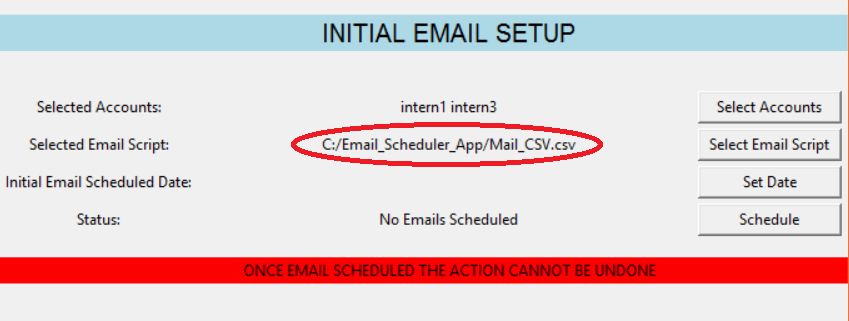 INITIAL EMAIL SETUP
Selected Accounts: intern1 intern3 Select Accounts
Selected Email Script: C:/Email_Scheduler_App/Mail_CSV.csv Select Email Script
Initial Email Scheduled Date: Set Date
Status: No Emails Scheduled Schedule
ONCE EMAIL SCHEDULED THE ACTION CANNOT BE UNDONE